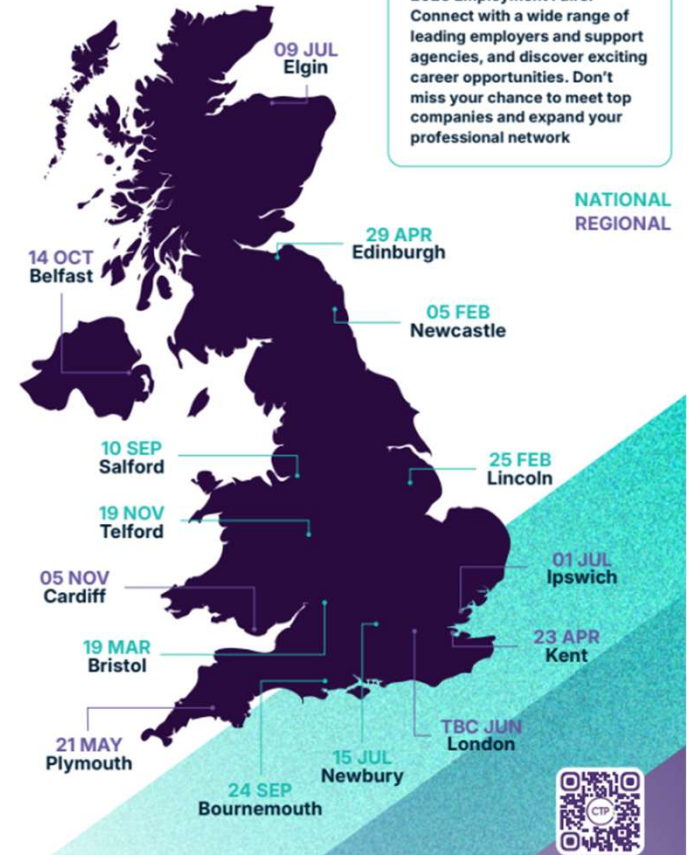 Connect with a wide range of
leading employers and support
agencies, and discover exciting
career opportunities. Don't
miss your chance to meet top
companies and expand your
professional network
NATIONAL
REGIONAL
09 JUL
Elgin
29 APR
Edinburgh
14 OCT
Belfast
05 FEB
Newcastle
10 SEP
Salford
25 FEB
Lincoln
19 NOV
Telford
01 JUL
Ipswich
05 NOV
Cardiff
23 APR
Kent
19 MAR
Bristol
TBC JUN
London
21 MAY
Plymouth
15 JUL
Newbury
24 SEP
Bournemouth
CTP